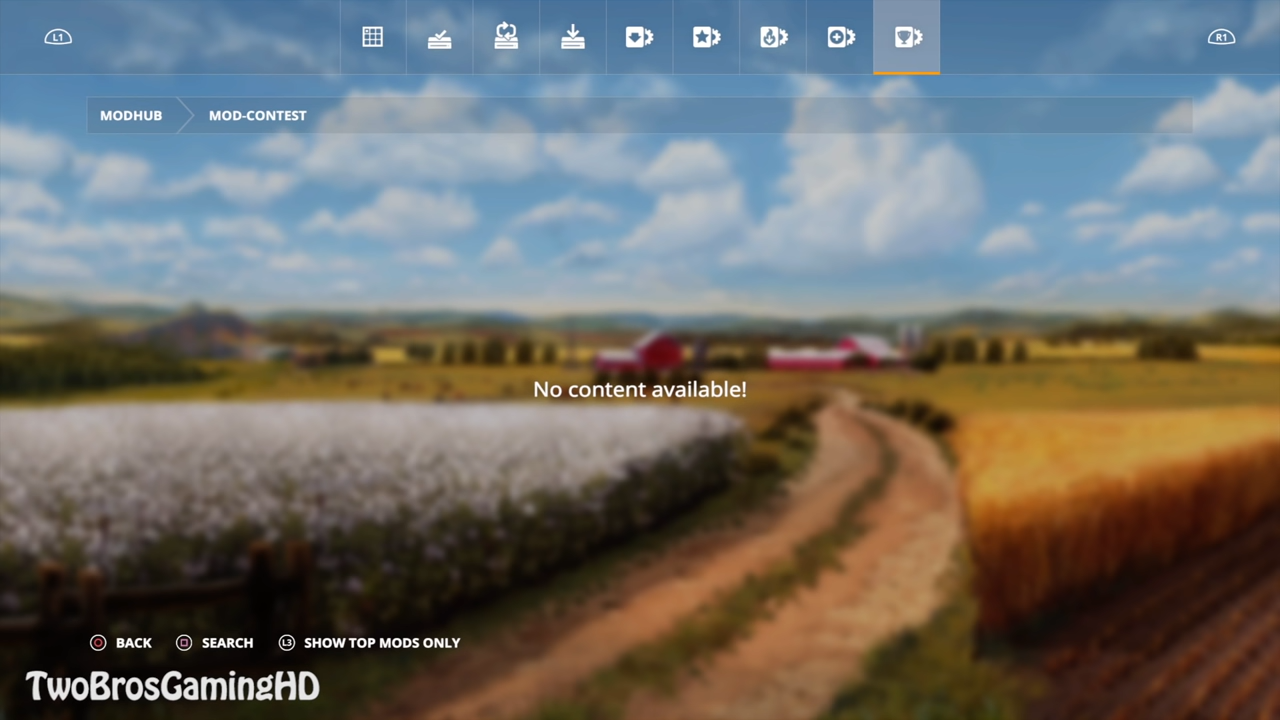 L1
R1
MODHUB
MOD-CONTEST
No content available!
BACK
SEARCH
L3
SHOW TOP MODS ONLY
TwoBrosGamingHD